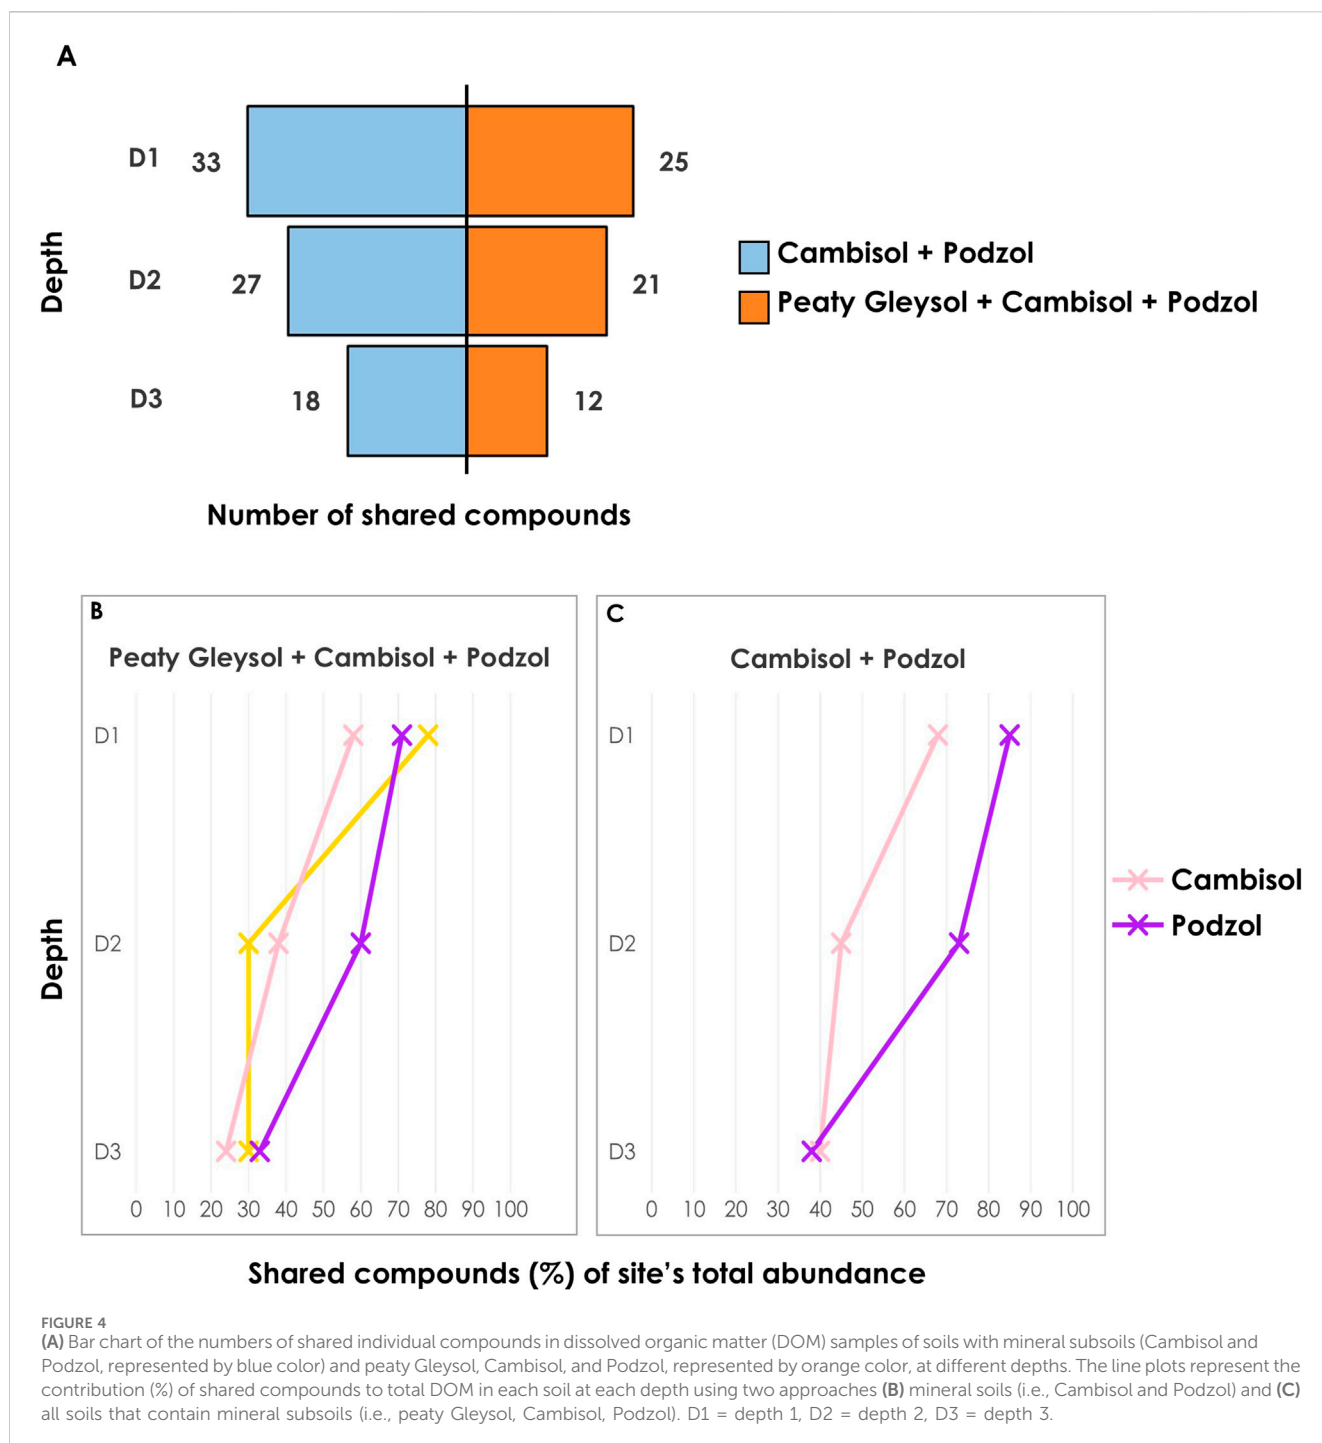 A
D1
33
25
Depth
D2
27
21
Cambisol + Podzol
Peaty Gleysol + Cambisol + Podzol
D3
18
12
Number of shared compounds
B
Peaty Gleysol + Cambisol + Podzol
D1
D2
D3
0 10 20 30 40 50 60 70 80 90 100
C
Cambisol + Podzol
D1
D2
D3
0 10 20 30 40 50 60 70 80 90 100
Depth
Cambisol
Podzol
Shared compounds (%) of site's total abundance
FIGURE 4
(A) Bar chart of the numbers of shared individual compounds in dissolved organic matter (DOM) samples of soils with mineral subsoils (Cambisol and
Podzol, represented by blue color) and peaty Gleysol, Cambisol, and Podzol, represented by orange color, at different depths. The line plots represent the
contribution (%) of shared compounds to total DOM in each soil at each depth using two approaches (B) mineral soils (i.e., Cambisol and Podzol) and (C)
all soils that contain mineral subsoils (i.e., peaty Gleysol, Cambisol, Podzol). D1 = depth 1, D2 = depth 2, D3 = depth 3.